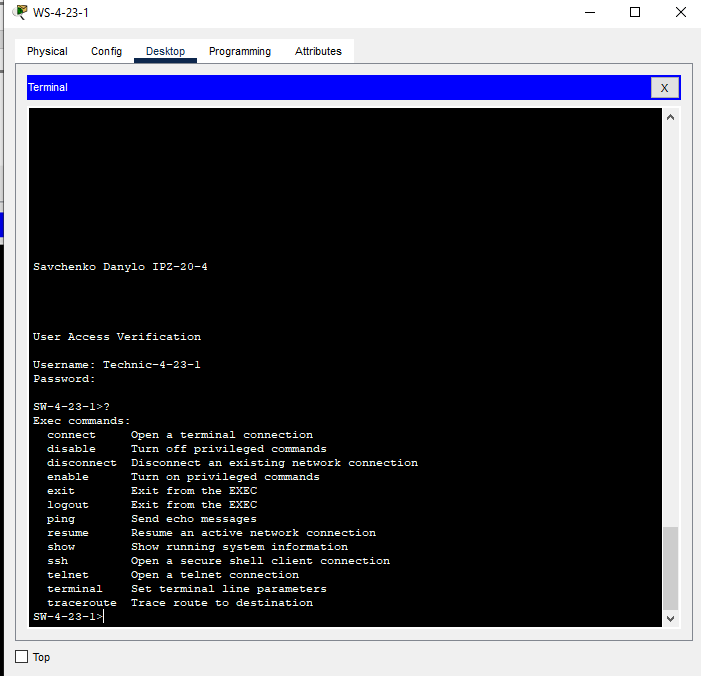 WS-4-23-1
Physical Config Desktop Programming Attributes
Terminal X
Savchenko Danylo IPZ-20-4
User Access Verification
Username: Technic-4-23-1
Password:
SW-4-23-1>?
Exec commands:
connect Open a terminal connection
disable Turn off privileged commands
disconnect Disconnect an existing network connection
enable Turn on privileged commands
exit Exit from the EXEC
logout Exit from the EXEC
ping Send echo messages
resume Resume an active network connection
show Show running system information
ssh Open a secure shell client connection
telnet Open a telnet connection
terminal Set terminal line parameters
traceroute Trace route to destination
SW-4-23-1>
Top